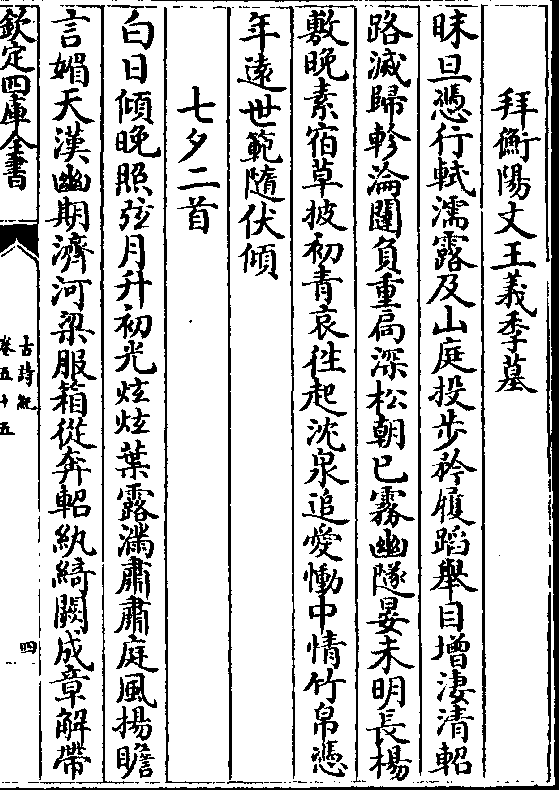 拜衡陽文王義季墓
昧旦憑行軾濡露及山庭投步矜履蹈舉目增淒清軺
路滅歸軫淪闉負重扃深松朝已霧幽隧晏未明長楊
敷晚素宿草披初青哀往起沈泉追愛慟中情竹帛憑
年遠世範隨伏傾
七夕二首
白日傾晚照弦月升初光炫炫葉露滿肅肅庭風揚瞻
言媚天漢幽期濟河梁服箱從奔軺紈綺闕成章解帶
欽定四庫全書
古詩紀
卷五十五
四